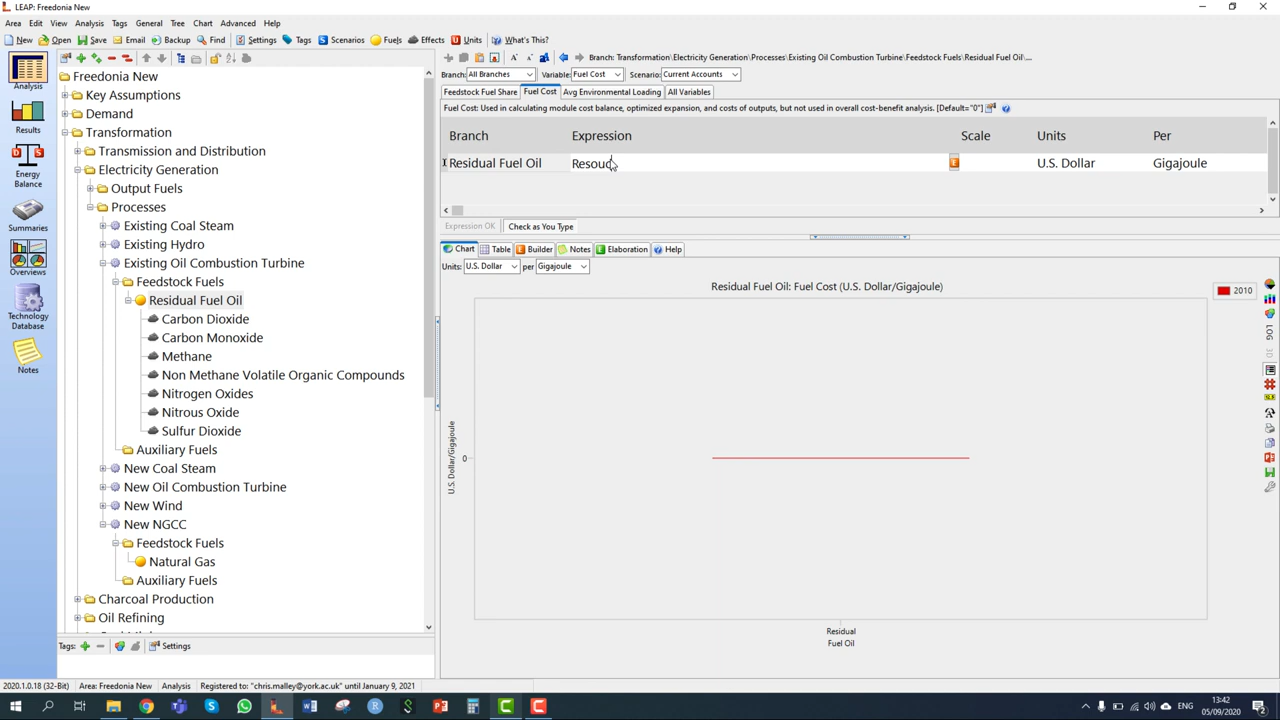 LEAP: Freedonia New
Area Edit View Analysis Tags General Tree Chart Advanced Help
New Open Save Email Backup Find Settings Tags Scenarios Fuels Effects Units What's This?
Analysis
Results
Energy
Balance
Summaries
Overviews
Technology
Database
Notes
Freedonia New
Key Assumptions
Demand
Transformation
Transmission and Distribution
Electricity Generation
Output Fuels
Processes
Existing Coal Steam
Existing Hydro
Existing Oil Combustion Turbine
Feedstock Fuels
Residual Fuel Oil
Carbon Dioxide
Carbon Monoxide
Methane
Non Methane Volatile Organic Compounds
Nitrogen Oxides
Nitrous Oxide
Sulfur Dioxide
Auxiliary Fuels
New Coal Steam
New Oil Combustion Turbine
New Wind
New NGCC
Feedstock Fuels
Natural Gas
Auxiliary Fuels
Charcoal Production
Oil Refining
Tags: Settings
Branch: Transformation\Electricity Generation\Processes\Existing Oil Combustion Turbine\Feedstock Fuels\Residual Fuel Oil\...
Branch: All Branches Variable: Fuel Cost Scenario: Current Accounts
Feedstock Fuel Share Fuel Cost Avg Environmental Loading All Variables
Fuel Cost: Used in calculating module cost balance, optimized expansion, and costs of outputs, but not used in overall cost-benefit analysis. [Default="0"]
Branch Expression Scale Units Per
Residual Fuel Oil Resoud E U.S. Dollar Gigajoule
Expression OK Check as You Type
Chart Table Builder Notes Elaboration Help
Units: U.S. Dollar per Gigajoule
Residual Fuel Oil: Fuel Cost (U.S. Dollar/Gigajoule)
2010
LOG
U.S. Dollar/Gigajoule
0
Residual
Fuel Oil
2020.1.0.18 (32-Bit) Area: Freedonia New Analysis Registered to: "chris.malley@york.ac.uk" until January 9, 2021
ENG 13:42
05/09/2020